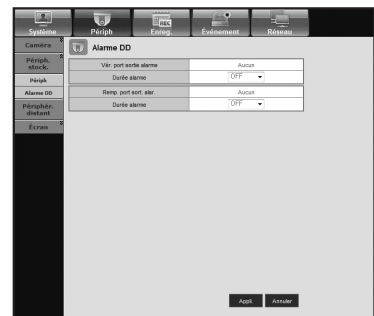 Système
Périph
Enreg.
Événement
Réseau
Caméra
Périph.
stock.
Périph
Alarme DD
Périphér.
distant
Écran
Alarme DD
Vér. port sortie alarme
Aucun
Durée alarme
OFF
Remp. port sort. alar.
Aucun
Durée alarme
OFF
Appli
Annuler